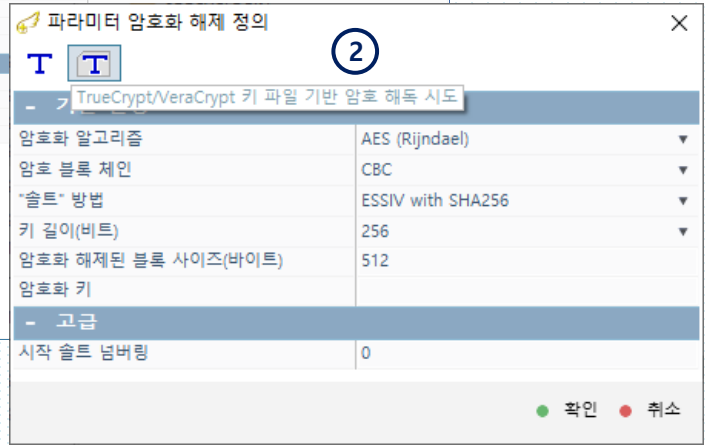 파라미터 암호화 해제 정의
2
T T
TrueCrypt/VeraCrypt 키 파일 기반 암호 해독 시도
암호화 알고리즘 AES (Rijndael)
암호 블록 체인 CBC
"솔트" 방법 ESSIV with SHA256
키 길이(비트) 256
암호화 해제된 블록 사이즈(바이트) 512
암호화 키
- 고급
시작 솔트 넘버링 0
확인 취소